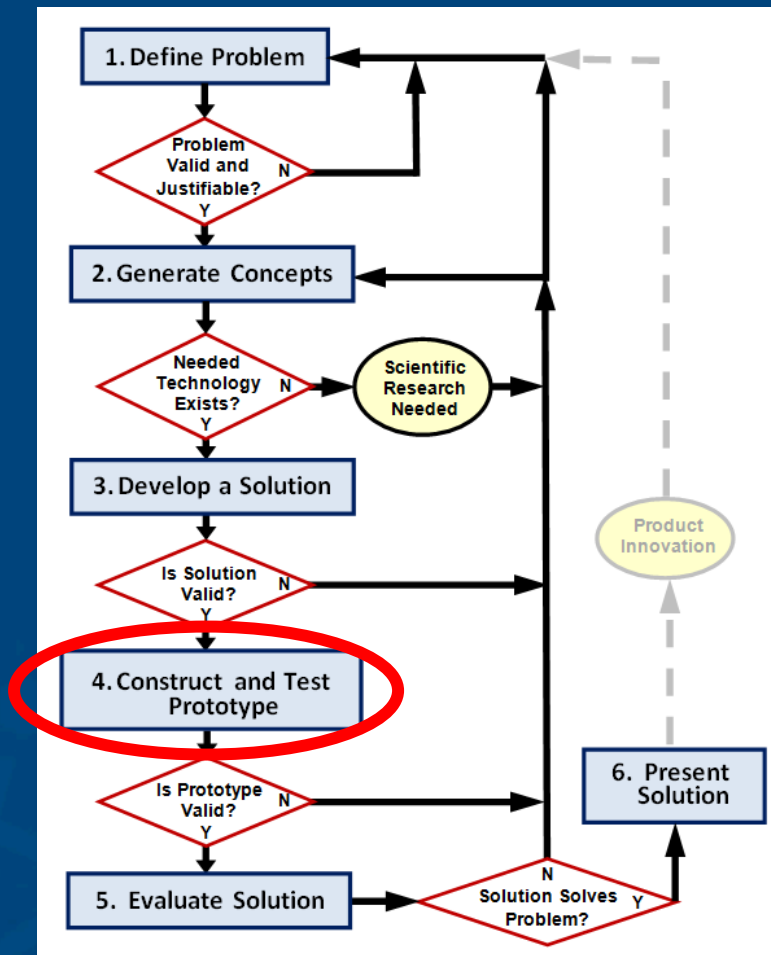 1. Define Problem
Problem
Valid and
Justifiable?
N
Y
2. Generate Concepts
Needed
Technology
Exists?
N
Y
Scientific
Research
Needed
3. Develop a Solution
Is Solution
Valid?
N
Y
4. Construct and Test
Prototype
Is Prototype
Valid?
N
Y
5. Evaluate Solution
N
Solution Solves
Problem?
Y
6. Present
Solution
Product
Innovation